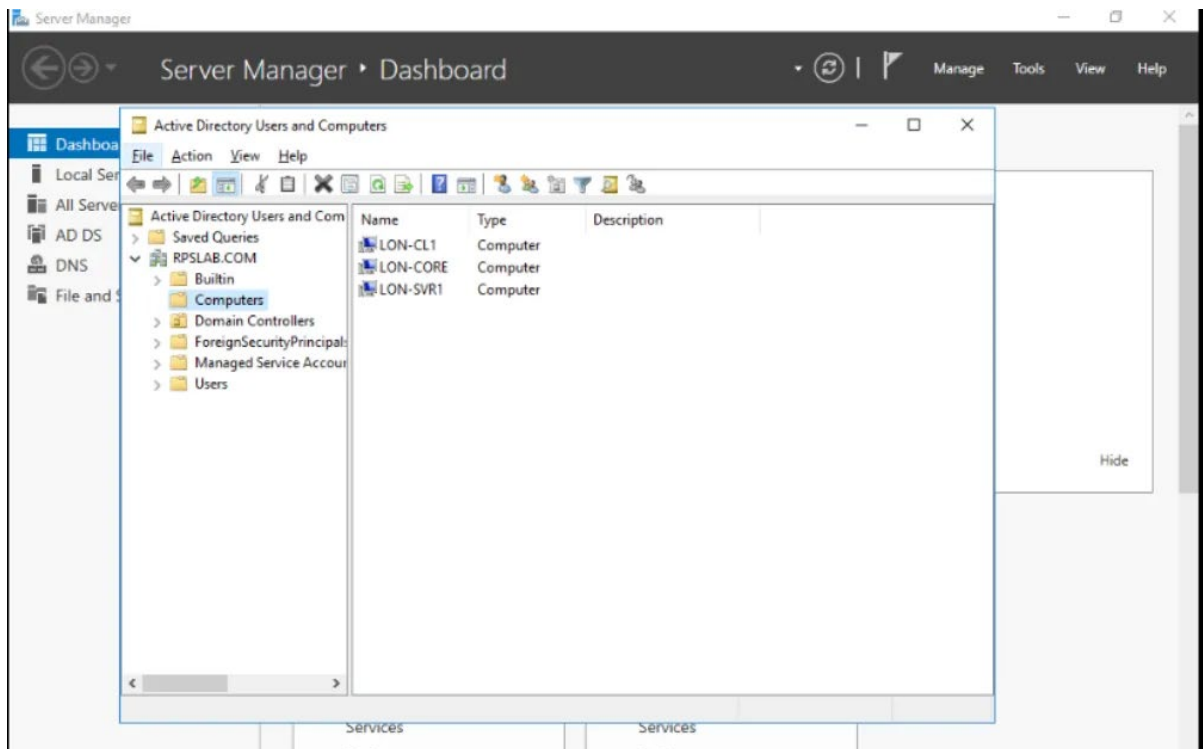 Server Manager
Server Manager • Dashboard
Manage Tools View Help
Dashboa
Local Ser
All Serve
AD DS
DNS
File and S
Active Directory Users and Computers
File Action View Help
Active Directory Users and Com
Saved Queries
RPSLAB.COM
Builtin
Computers
Domain Controllers
ForeignSecurityPrincipals
Managed Service Accour
Users
Name Type Description
LON-CL1 Computer
LON-CORE Computer
LON-SVR1 Computer
Hide
Services Services